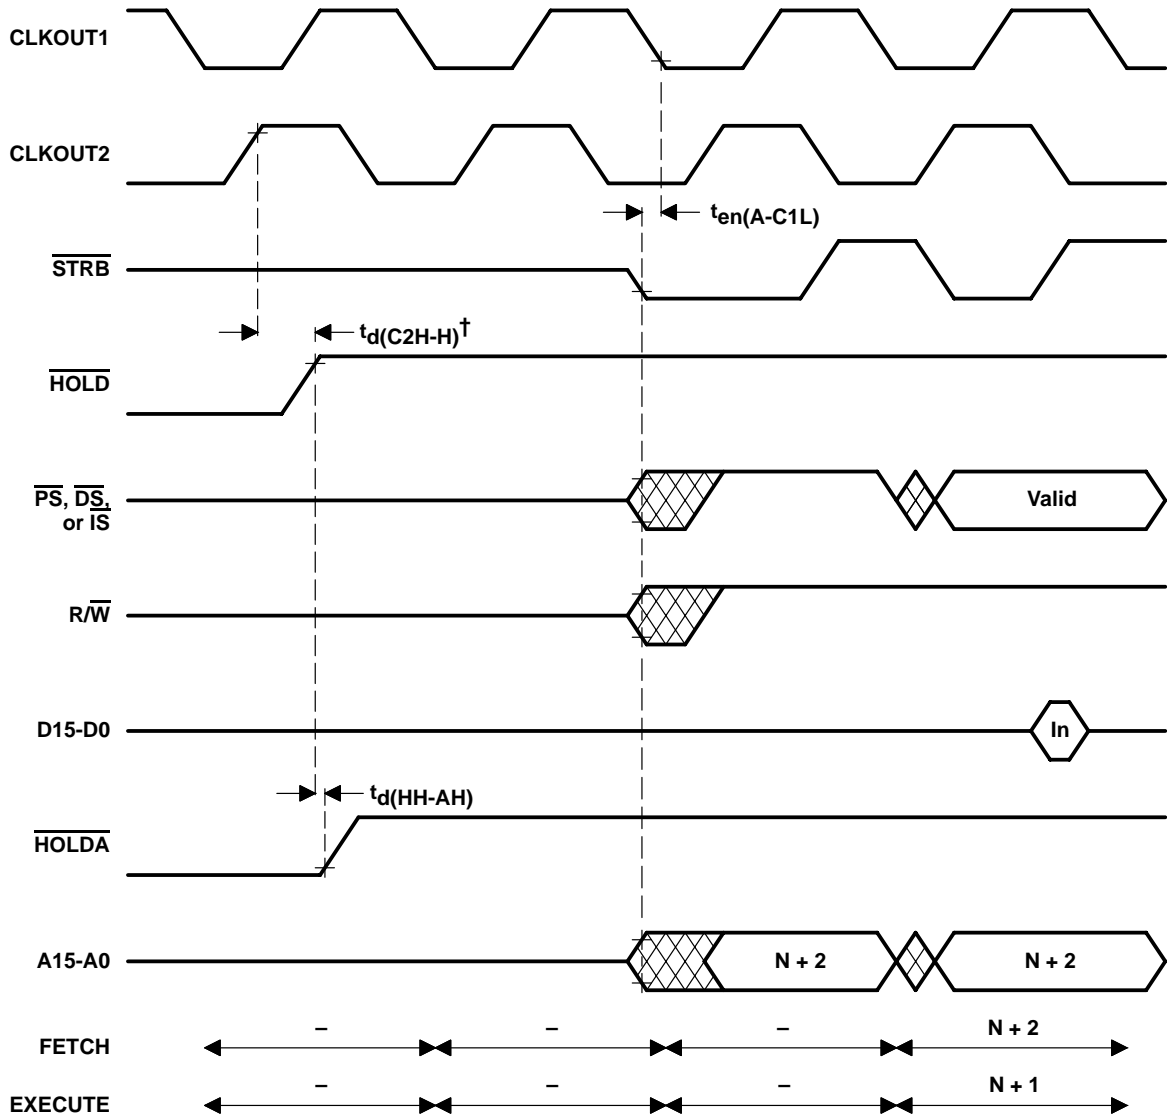 CLKOUT1
CLKOUT2
ten(A-C1L)
STRB
td(C2H-H)†
HOLD
PS, DS,
or IS
Valid
R/W
D15-D0
In
td(HH-AH)
HOLDA
A15-A0
N + 2
N + 2
FETCH
–
–
–
N + 2
EXECUTE
–
–
–
N + 1